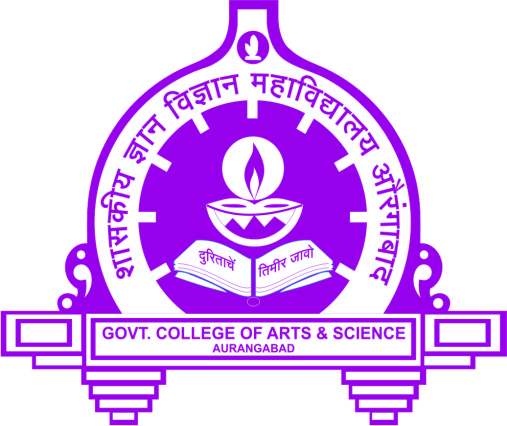 शासकीय ज्ञान विज्ञान महाविद्यालय औरंगाबाद
दुरिताचें
तिमीर जावो
GOVT. COLLEGE OF ARTS & SCIENCE
AURANGABAD